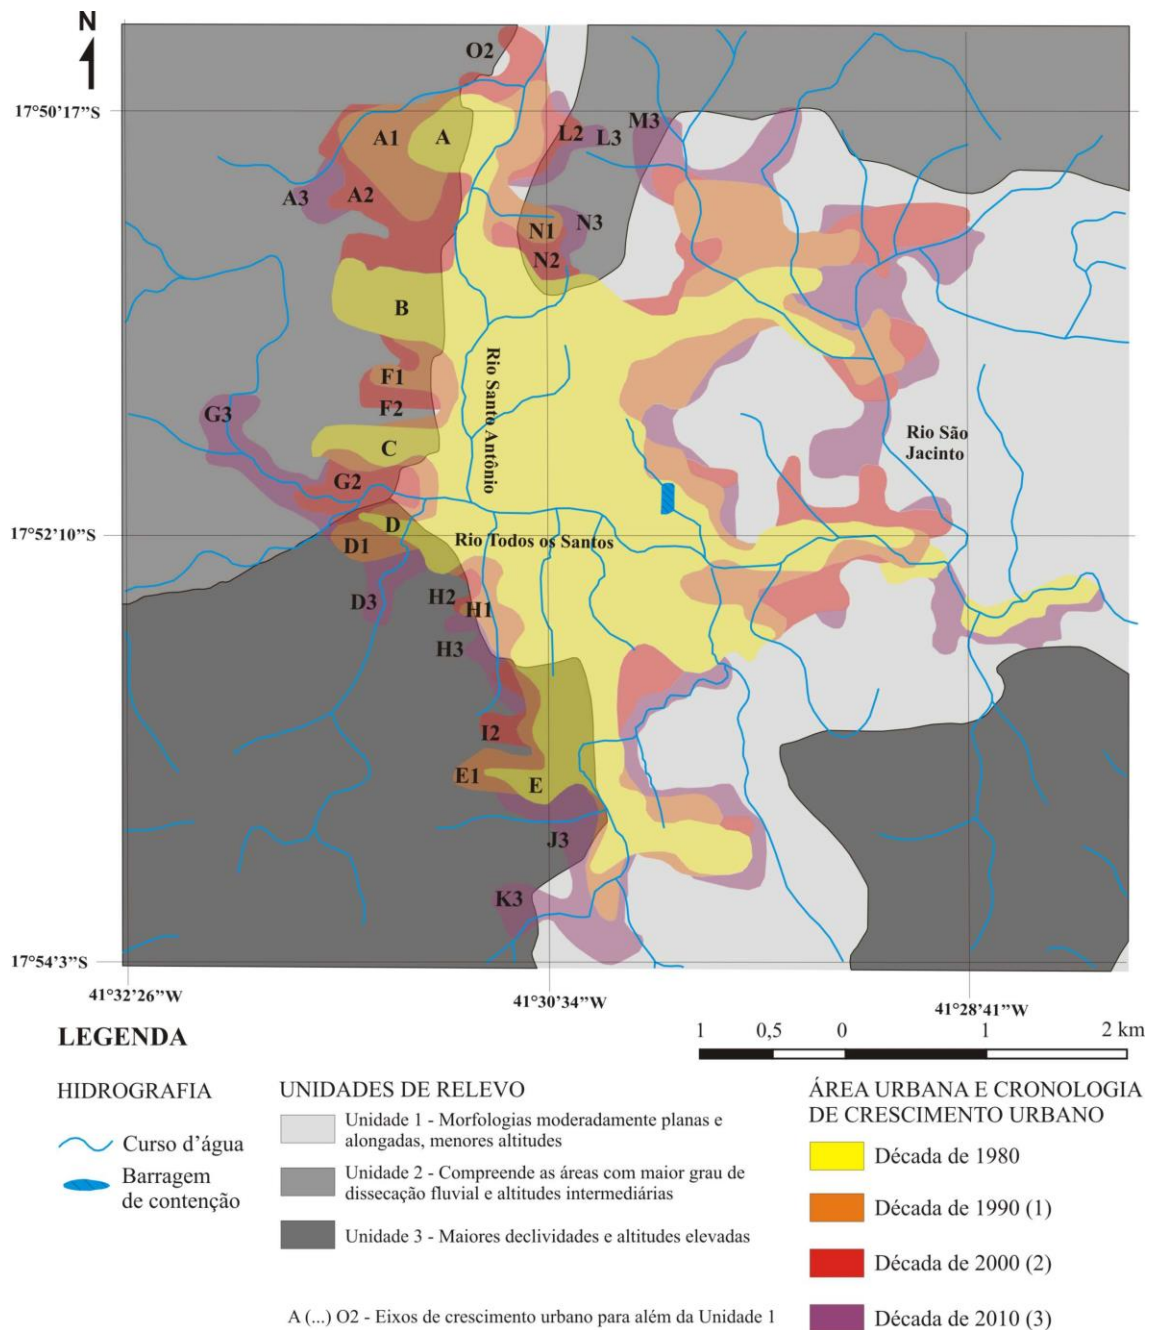 N
O2
17°50'17''S
A1
A
L2
L3
M3
A3
A2
N1
N3
N2
B
F1
F2
G3
C
Rio Santo Antônio
Rio São
Jacinto
G2
17°52'10''S
D
D1
Rio Todos os Santos
D3
H2
H1
H3
I2
E1
E
J3
K3
17°54'3''S
41°32'26''W
41°30'34''W
41°28'41''W
LEGENDA
1 0,5 0 1 2 km
HIDROGRAFIA
Curso d'água
Barragem
de contenção
UNIDADES DE RELEVO
Unidade 1 - Morfologias moderadamente planas e
alongadas, menores altitudes
Unidade 2 - Compreende as áreas com maior grau de
dissecação fluvial e altitudes intermediárias
Unidade 3 - Maiores declividades e altitudes elevadas
A (...) O2 - Eixos de crescimento urbano para além da Unidade 1
ÁREA URBANA E CRONOLOGIA
DE CRESCIMENTO URBANO
Década de 1980
Década de 1990 (1)
Década de 2000 (2)
Década de 2010 (3)